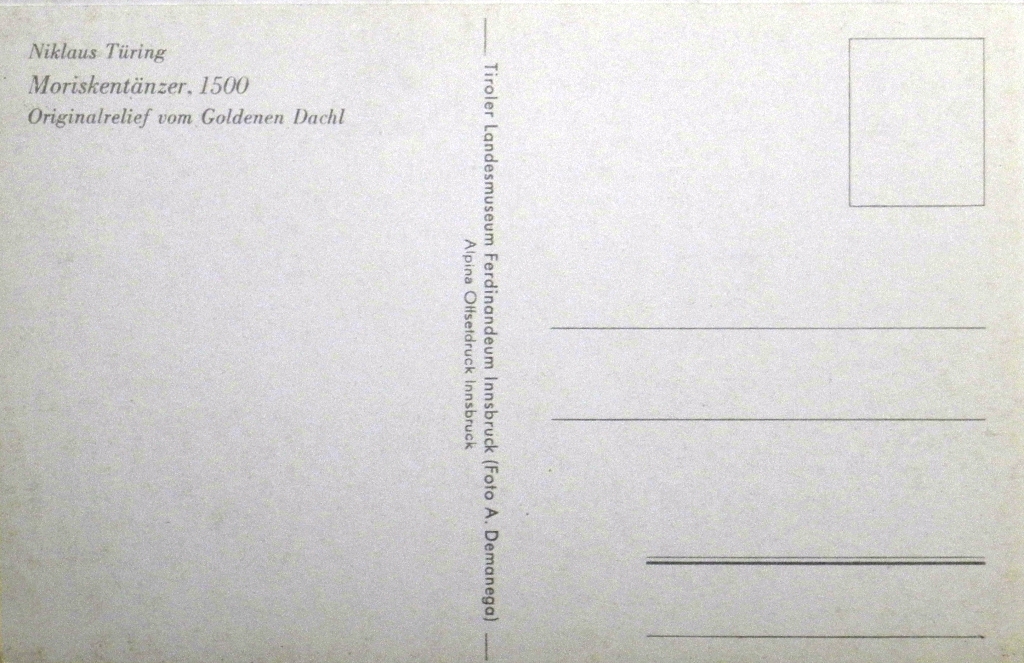 Niklaus Türing
Moriskentänzer, 1500
Originalrelief vom Goldenen Dachl
Tiroler Landesmuseum Ferdinandeum Innsbruck (Foto A. Demanega)
Alpina Offsetdruck Innsbruck